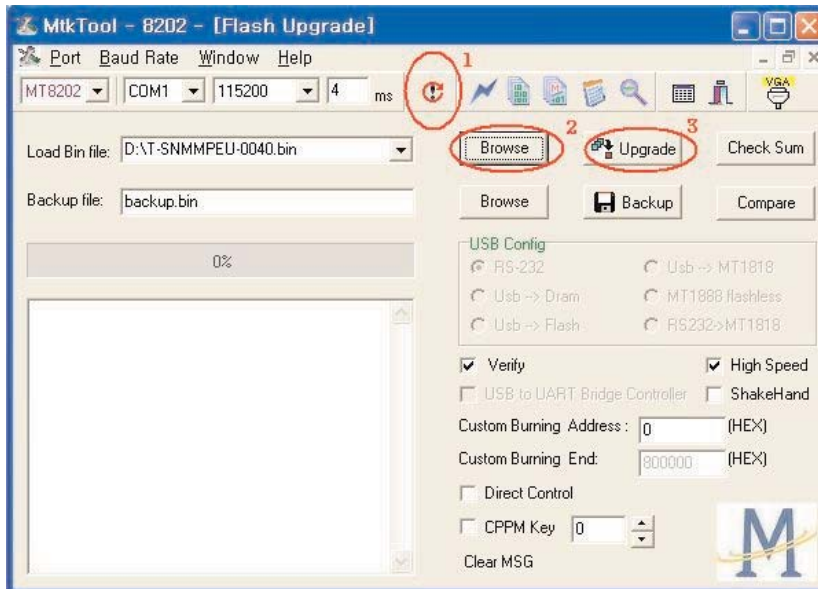 MtkTool - 8202 - [Flash Upgrade]
Port Baud Rate Window Help
1
MT8202 COM1 115200 4 ms
VGA
Load Bin file: D:\T-SNMMPEU-0040.bin Browse 2 Upgrade 3 Check Sum
Backup file: backup.bin Browse Backup Compare
0%
USB Config
RS-232 Usb --> MT1818
Usb --> Dram MT1888 flashless
Usb --> Flash RS232->MT1818
Verify High Speed
USB to UART Bridge Controller ShakeHand
Custom Burning Address : 0 (HEX)
Custom Burning End: 800000 (HEX)
Direct Control
CPPM Key 0
Clear MSG
M